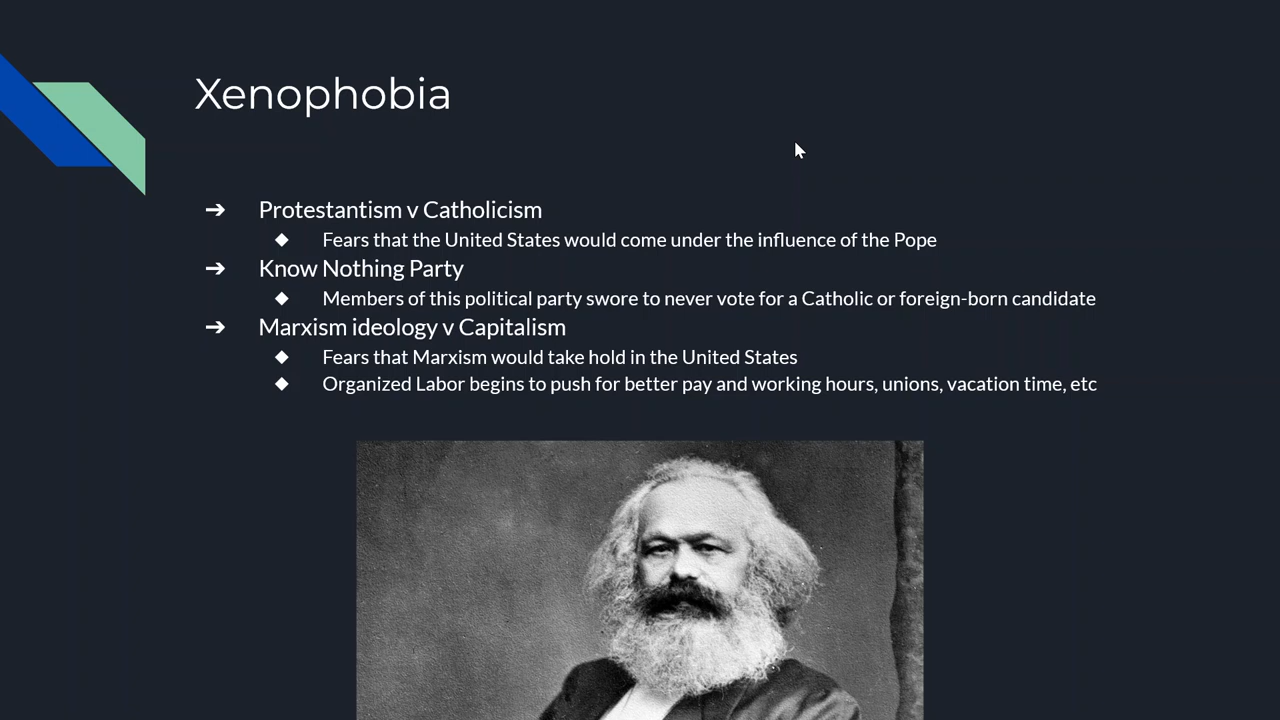 Xenophobia
➔ Protestantism v Catholicism
◆ Fears that the United States would come under the influence of the Pope
➔ Know Nothing Party
◆ Members of this political party swore to never vote for a Catholic or foreign-born candidate
➔ Marxism ideology v Capitalism
◆ Fears that Marxism would take hold in the United States
◆ Organized Labor begins to push for better pay and working hours, unions, vacation time, etc